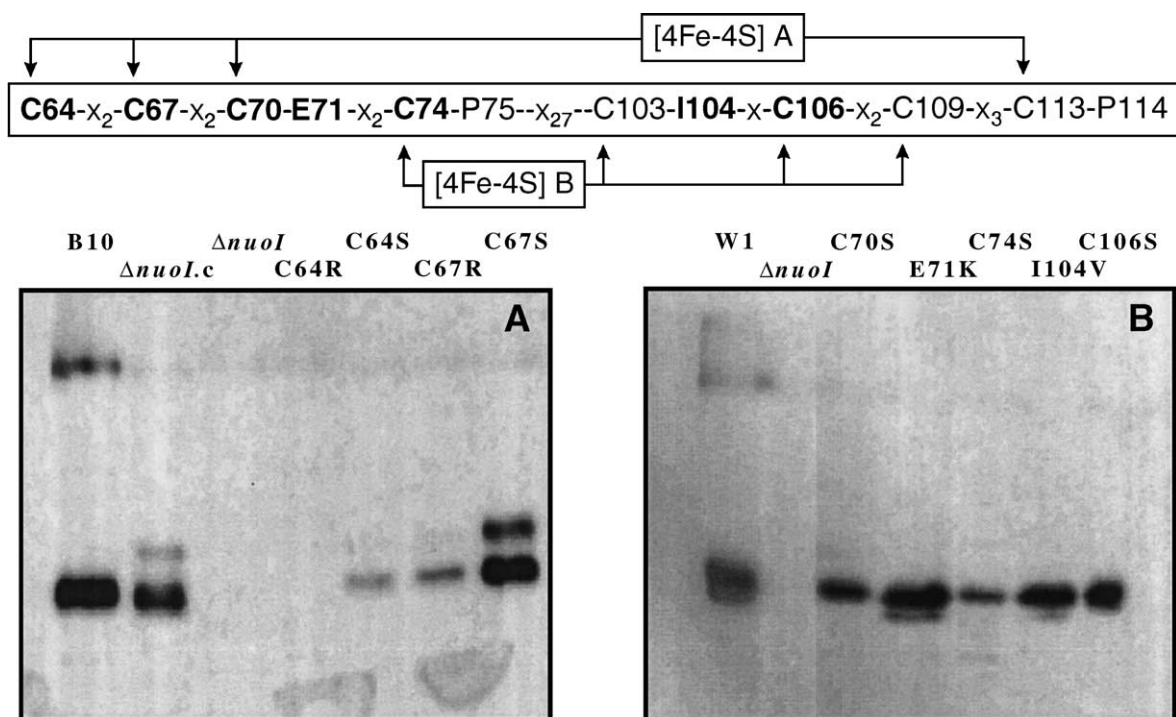 [4Fe-4S] A
C64-x₂-C67-x₂-C70-E71-x₂-C74-P75--x₂₇--C103-I104-x-C106-x₂-C109-x₃-C113-P114
[4Fe-4S] B
B10 ΔnuoI C64S C67S
ΔnuoI.c C64R C67R
A
W1 C70S C74S C106S
ΔnuoI E71K I104V
B